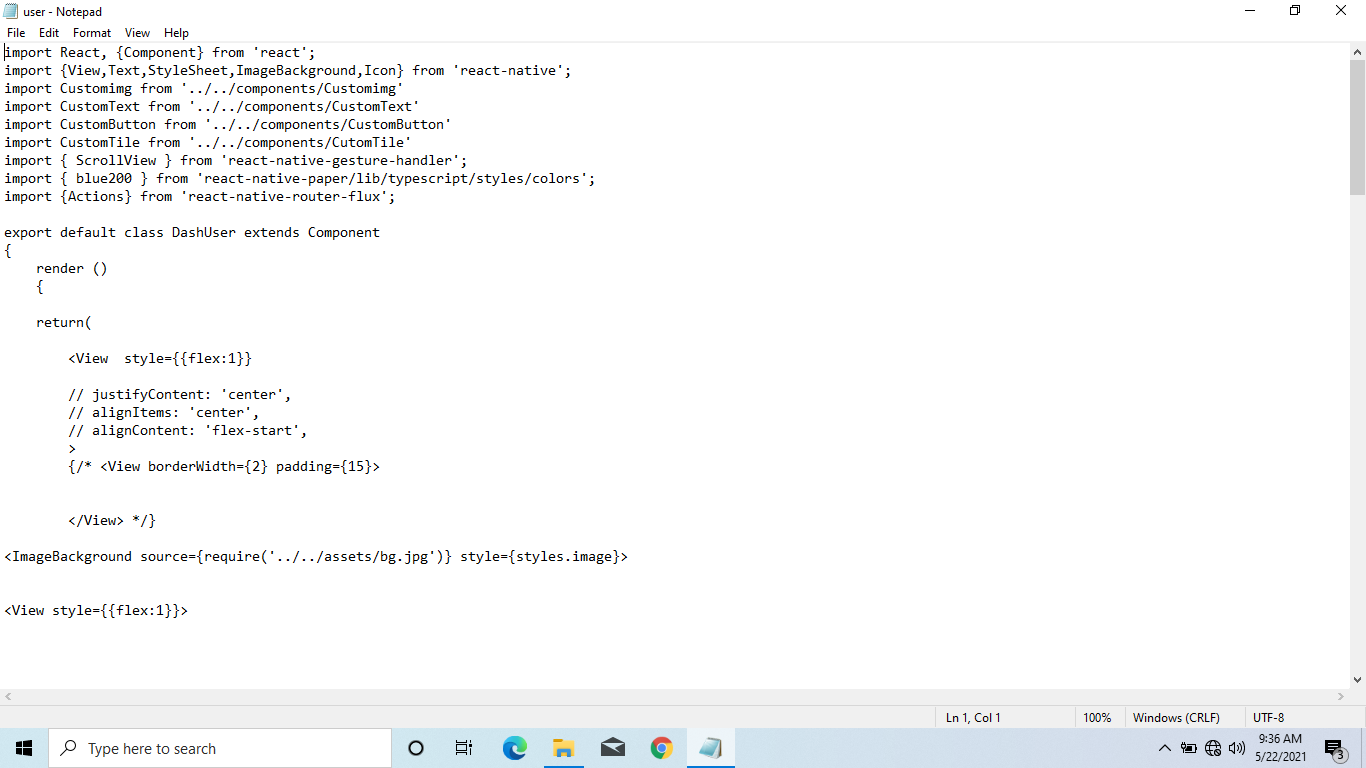 user - Notepad
File Edit Format View Help
import React, {Component} from 'react';
import {View,Text,StyleSheet,ImageBackground,Icon} from 'react-native';
import Customimg from '../../components/Customimg'
import CustomText from '../../components/CustomText'
import CustomButton from '../../components/CustomButton'
import CustomTile from '../../components/CutomTile'
import { ScrollView } from 'react-native-gesture-handler';
import { blue200 } from 'react-native-paper/lib/typescript/styles/colors';
import {Actions} from 'react-native-router-flux';
export default class DashUser extends Component
{
render ()
{
return(
<View  style={{flex:1}}
// justifyContent: 'center',
// alignItems: 'center',
// alignContent: 'flex-start',
>
{/* <View borderWidth={2} padding={15}>
</View> */}
<ImageBackground source={require('../../assets/bg.jpg')} style={styles.image}>
<View style={{flex:1}}>
Ln 1, Col 1 100% Windows (CRLF) UTF-8
Type here to search
9:36 AM
5/22/2021
3